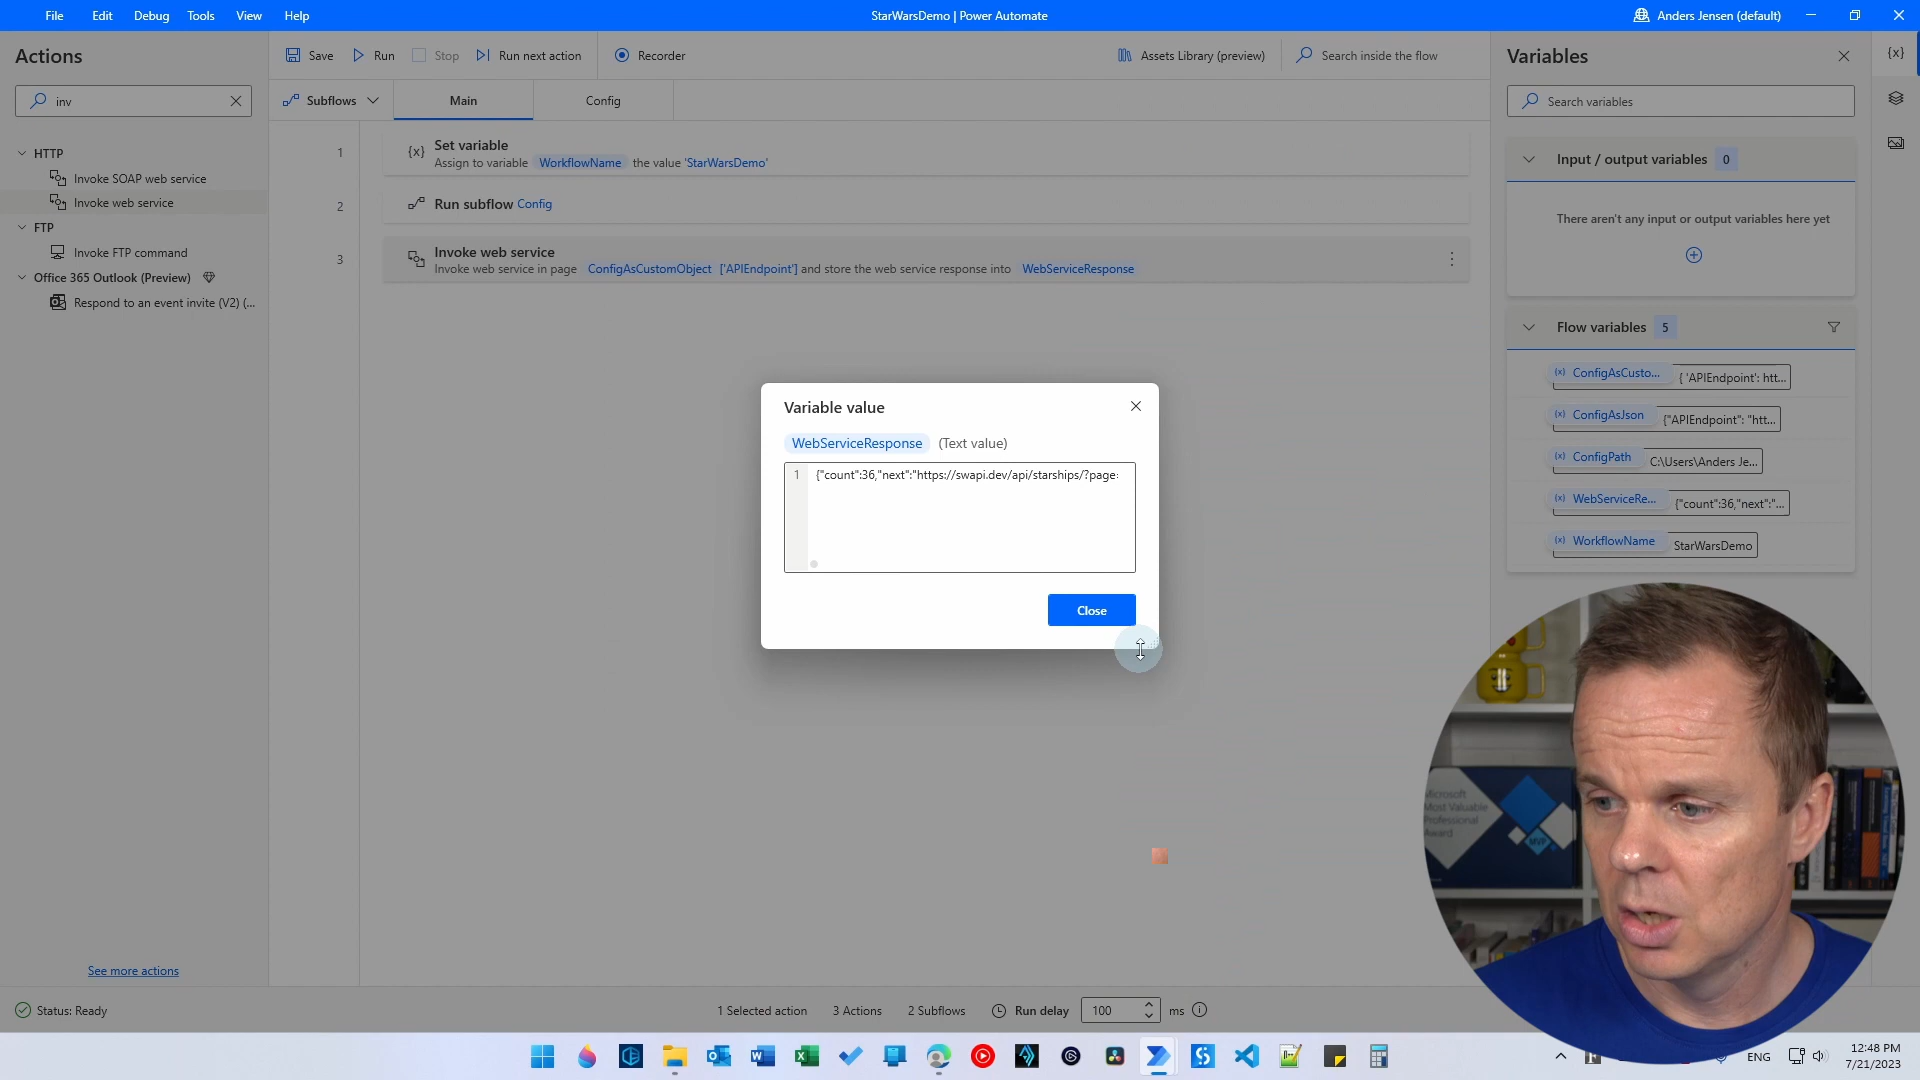 File Edit Debug Tools View Help
StarWarsDemo | Power Automate
Anders Jensen (default)
Actions
inv
HTTP
Invoke SOAP web service
Invoke web service
FTP
Invoke FTP command
Office 365 Outlook (Preview)
Respond to an event invite (V2) (...
See more actions
Save Run Stop Run next action Recorder
Assets Library (preview) Search inside the flow
Subflows Main Config
1 Set variable
Assign to variable WorkflowName the value 'StarWarsDemo'
2 Run subflow Config
3 Invoke web service
Invoke web service in page ConfigAsCustomObject ['APIEndpoint'] and store the web service response into WebServiceResponse
Variable value
WebServiceResponse (Text value)
1 {"count":36,"next":"https://swapi.dev/api/starships/?page:
Close
Variables
{x}
Search variables
Input / output variables 0
There aren't any input or output variables here yet
Flow variables 5
ConfigAsCusto... { 'APIEndpoint': htt...
ConfigAsJson {"APIEndpoint": "htt...
ConfigPath C:\Users\Anders Je...
WebServiceRe... {"count":36,"next":"...
WorkflowName StarWarsDemo
Microsoft
Most Valuable
Professional
Award
MVP
Status: Ready
1 Selected action 3 Actions 2 Subflows Run delay 100 ms
ENG
12:48 PM
7/21/2023